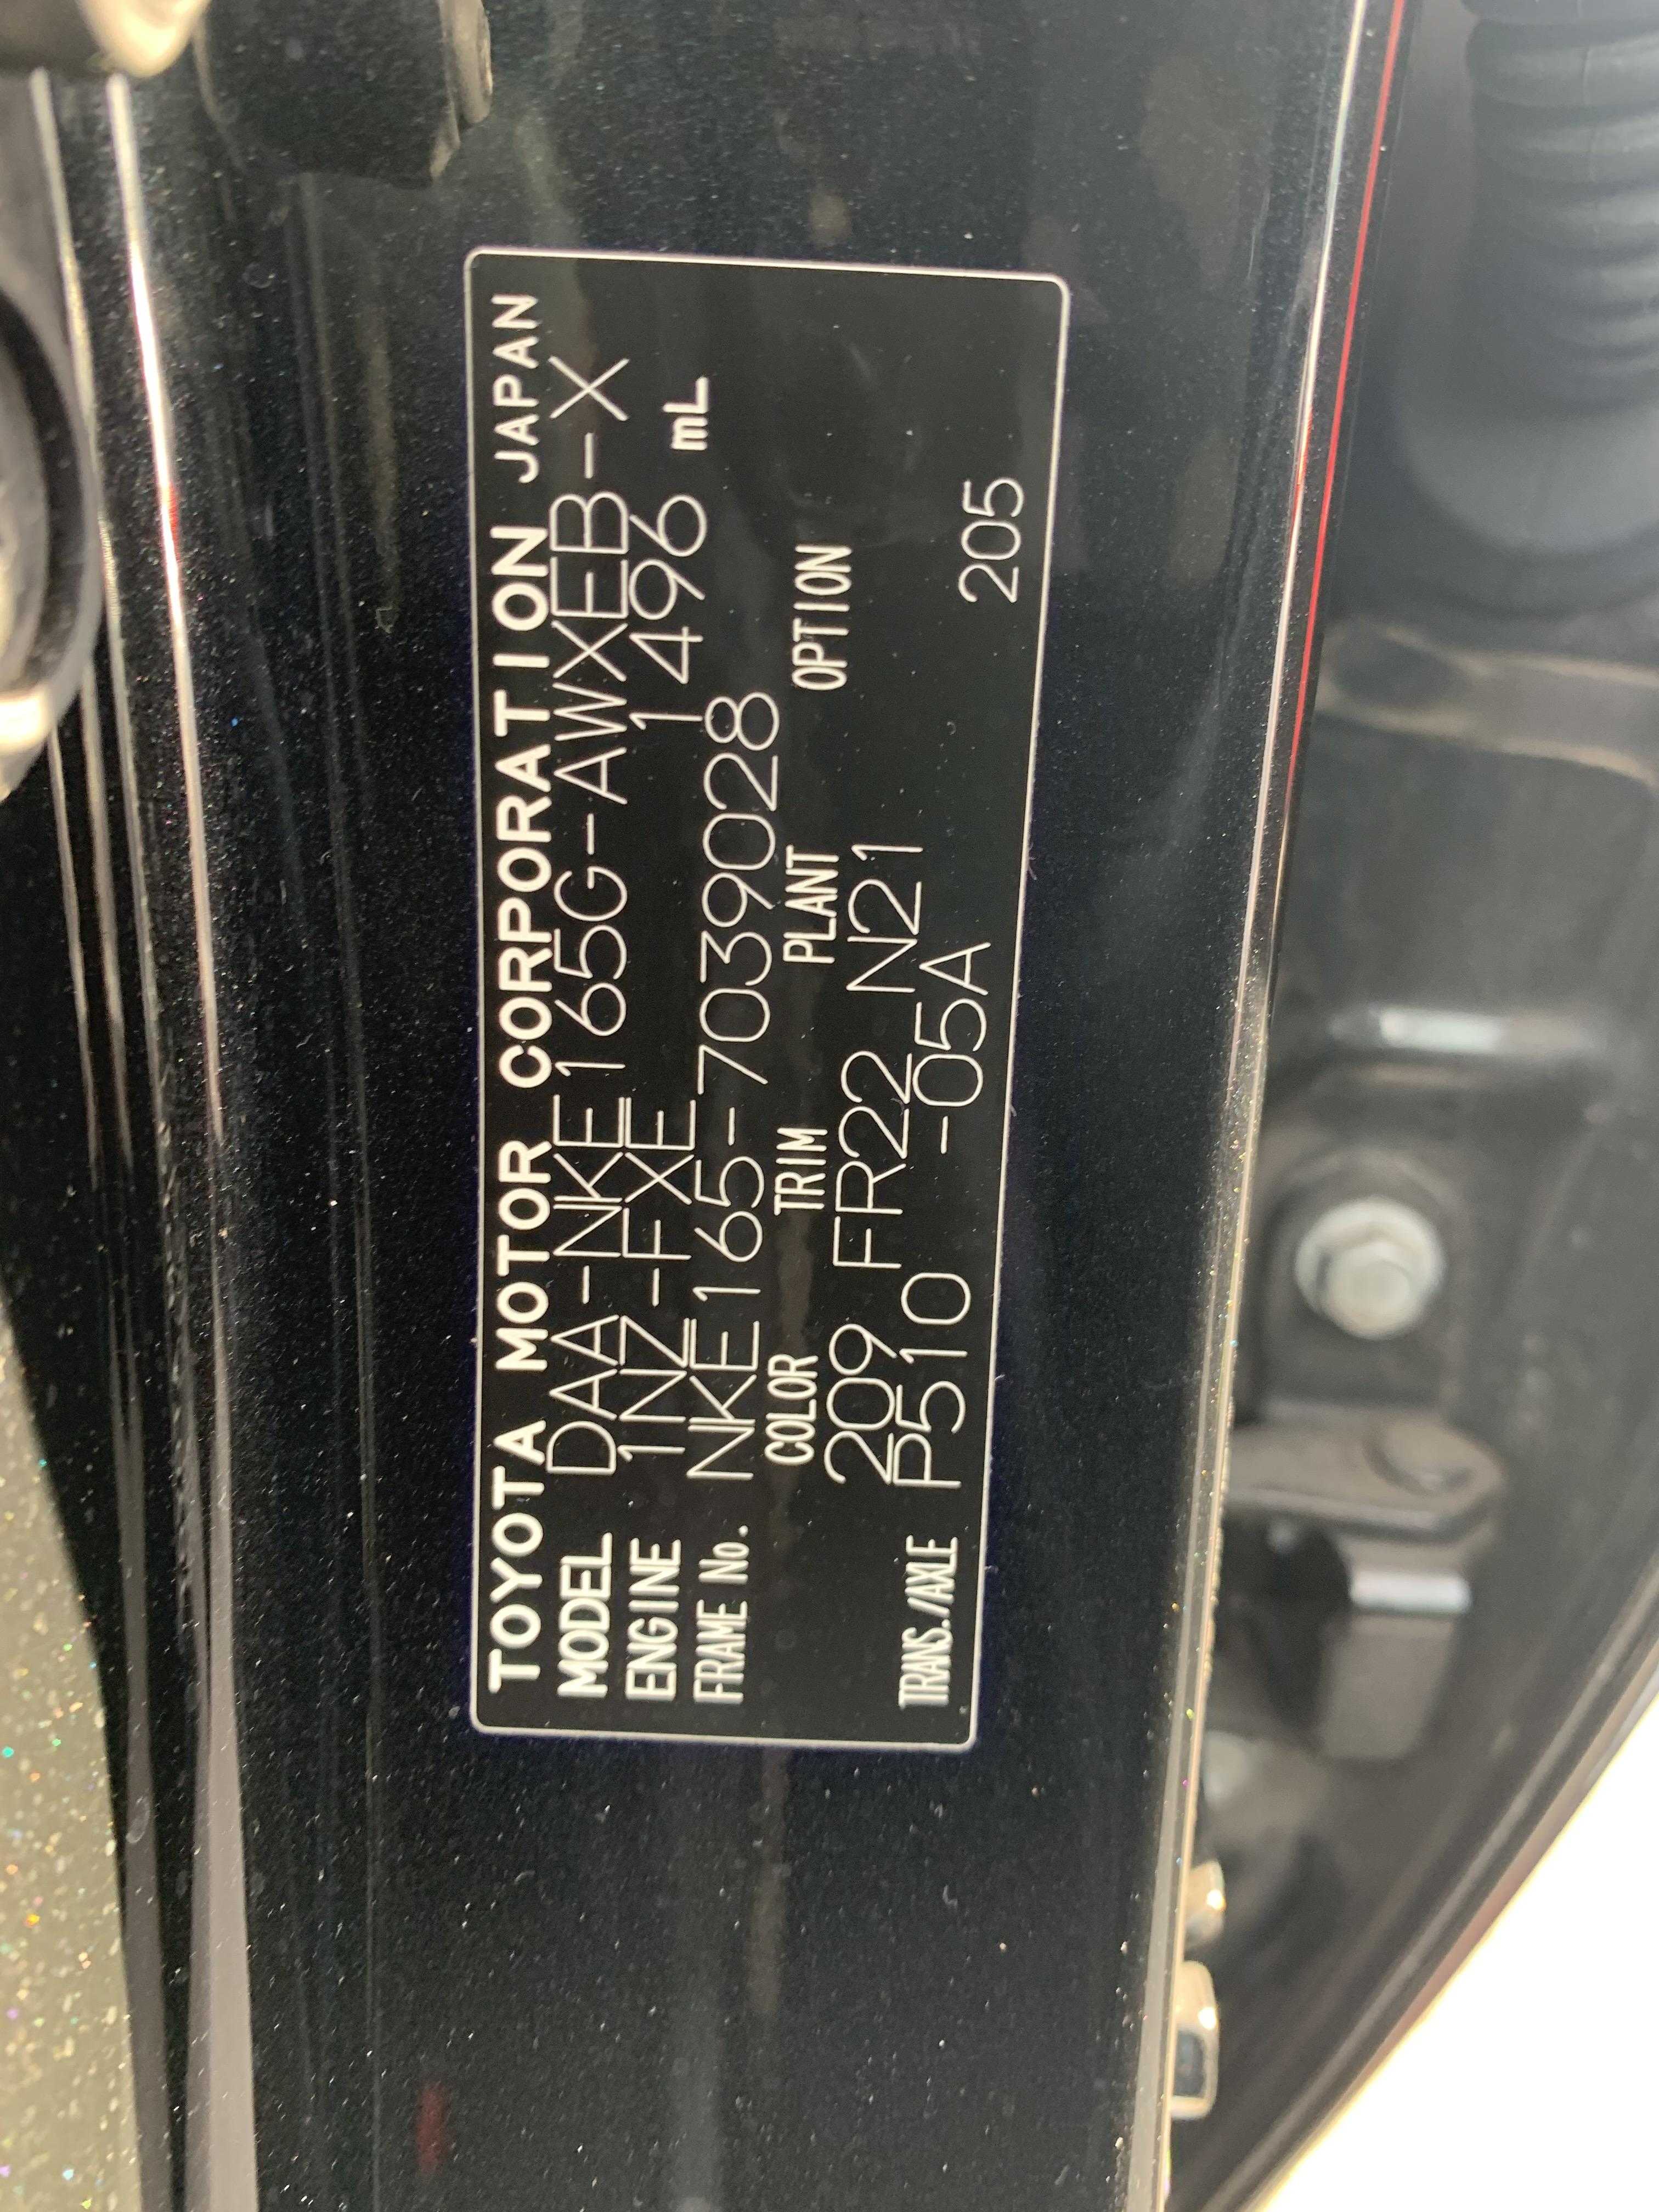 TOYOTA MOTOR CORPORATION JAPAN
MODEL DAA-NKE165G-AWXEB-X
ENGINE 1NZ-FXE 1496 mL
FRAME No. NKE165-7039028
COLOR TRIM PLANT OPTION
209 FR22 N21
TRANS./AXLE P510 -05A 205